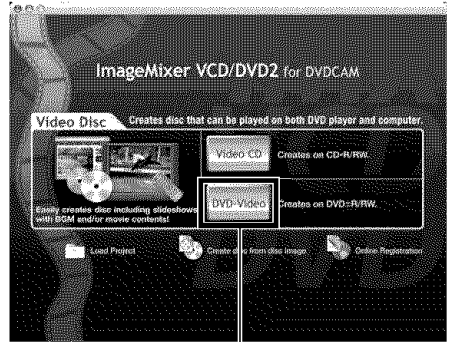 ImageMixer VCD/DVD2 for DVDCAM
Video Disc
Creates disc that can be played on both DVD player and computer.
Video CD
Creates on CD-R/RW.
DVD-Video
Creates on DVD±R/RW.
Easily creates disc including slideshows
with BGM and/or movie contents!
Load Project
Create disc from disc image
Online Registration